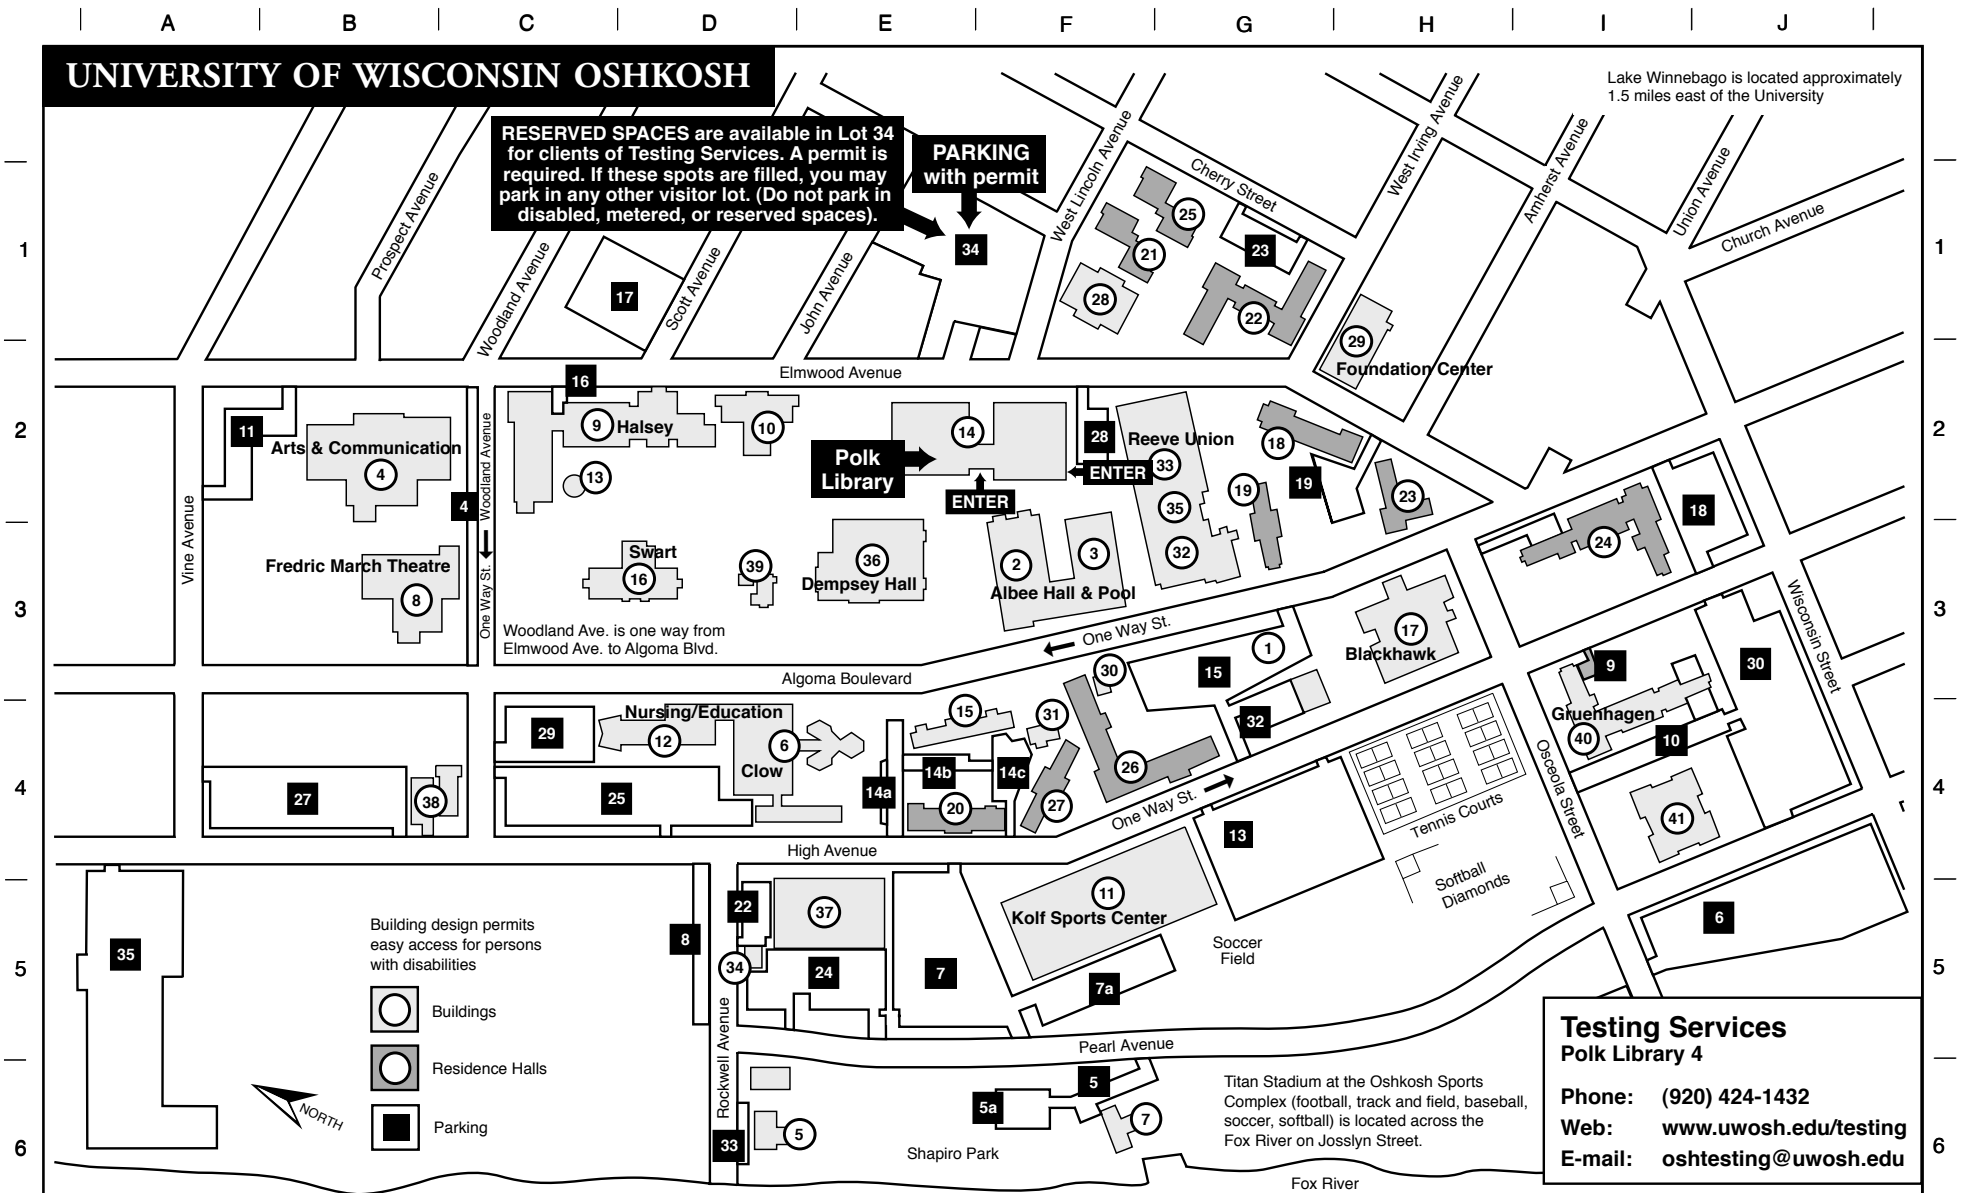 A B C D E F G H I J
UNIVERSITY OF WISCONSIN OSHKOSH
Lake Winnebago is located approximately
1.5 miles east of the University
RESERVED SPACES are available in Lot 34
for clients of Testing Services. A permit is
required. If these spots are filled, you may
park in any other visitor lot. (Do not park in
disabled, metered, or reserved spaces).
PARKING
with permit
Prospect Avenue
Woodland Avenue
Scott Avenue
John Avenue
West Lincoln Avenue
Cherry Street
West Irving Avenue
Amherst Avenue
Union Avenue
Church Avenue
1
17
34
25
21
28
23
22
29
Foundation Center
1
Elmwood Avenue
16
2
11
Arts & Communication
4
4
Woodland Avenue
9
Halsey
13
10
Polk
Library
14
28
ENTER
ENTER
Reeve Union
33
35
32
18
19
19
23
18
24
2
Vine Avenue
Fredric March Theatre
8
One Way St.
Swart
16
39
36
Dempsey Hall
2
3
Albee Hall & Pool
3
Woodland Ave. is one way from
Elmwood Ave. to Algoma Blvd.
One Way St.
1
15
30
17
Blackhawk
9
30
Wisconsin Street
3
Algoma Boulevard
Nursing/Education
29
12
6
Clow
15
31
14a
14b
14c
20
27
26
32
Gruenhagen
40
10
Osceola Street
41
4
27
38
25
One Way St.
13
Tennis Courts
4
High Avenue
Softball
Diamonds
35
Building design permits
easy access for persons
with disabilities
Buildings
Residence Halls
Parking
NORTH
8
22
37
34
24
7
11
Kolf Sports Center
7a
Soccer
Field
6
5
5
Rockwell Avenue
Pearl Avenue
33
5
5a
5
7
Shapiro Park
6
6
Titan Stadium at the Oshkosh Sports
Complex (football, track and field, baseball,
soccer, softball) is located across the
Fox River on Josslyn Street.
Fox River
Testing Services
Polk Library 4
Phone: (920) 424-1432
Web: www.uwosh.edu/testing
E-mail: oshtesting@uwosh.edu